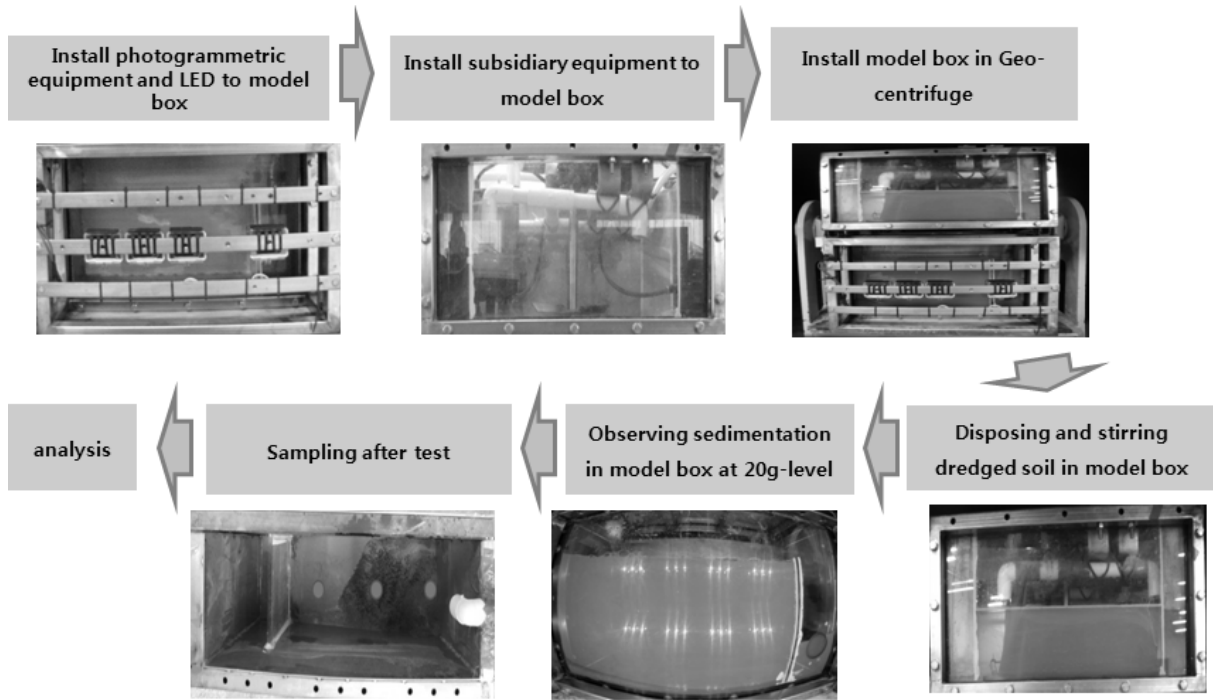 Install photogrammetric
equipment and LED to model
box
Install subsidiary equipment to
model box
Install model box in Geo-
centrifuge
Disposing and stirring
dredged soil in model box
Observing sedimentation
in model box at 20g-level
Sampling after test
analysis